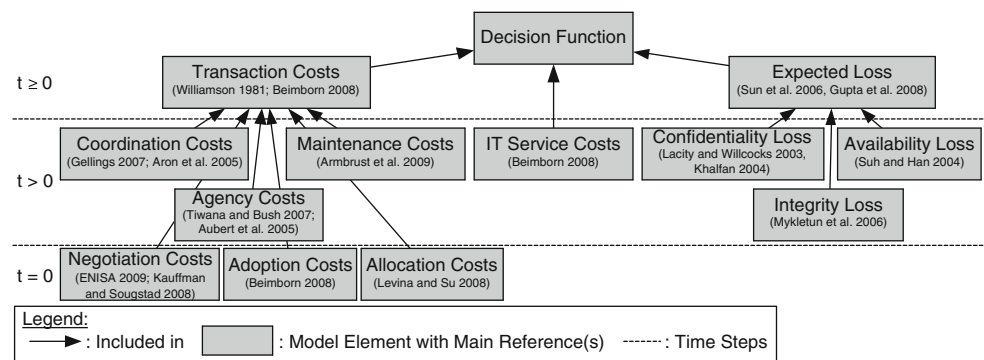 Decision Function
t ≥ 0
Transaction Costs
(Williamson 1981; Beimborn 2008)
Expected Loss
(Sun et al. 2006, Gupta et al. 2008)
t > 0
Coordination Costs
(Gellings 2007; Aron et al. 2005)
Maintenance Costs
(Armbrust et al. 2009)
IT Service Costs
(Beimborn 2008)
Confidentiality Loss
(Lacity and Willcocks 2003,
Khalfan 2004)
Availability Loss
(Suh and Han 2004)
Agency Costs
(Tiwana and Bush 2007;
Aubert et al. 2005)
Integrity Loss
(Mykletun et al. 2006)
t = 0
Negotiation Costs
(ENISA 2009; Kauffman
and Sougstad 2008)
Adoption Costs
(Beimborn 2008)
Allocation Costs
(Levina and Su 2008)
Legend:
: Included in
: Model Element with Main Reference(s)
: Time Steps